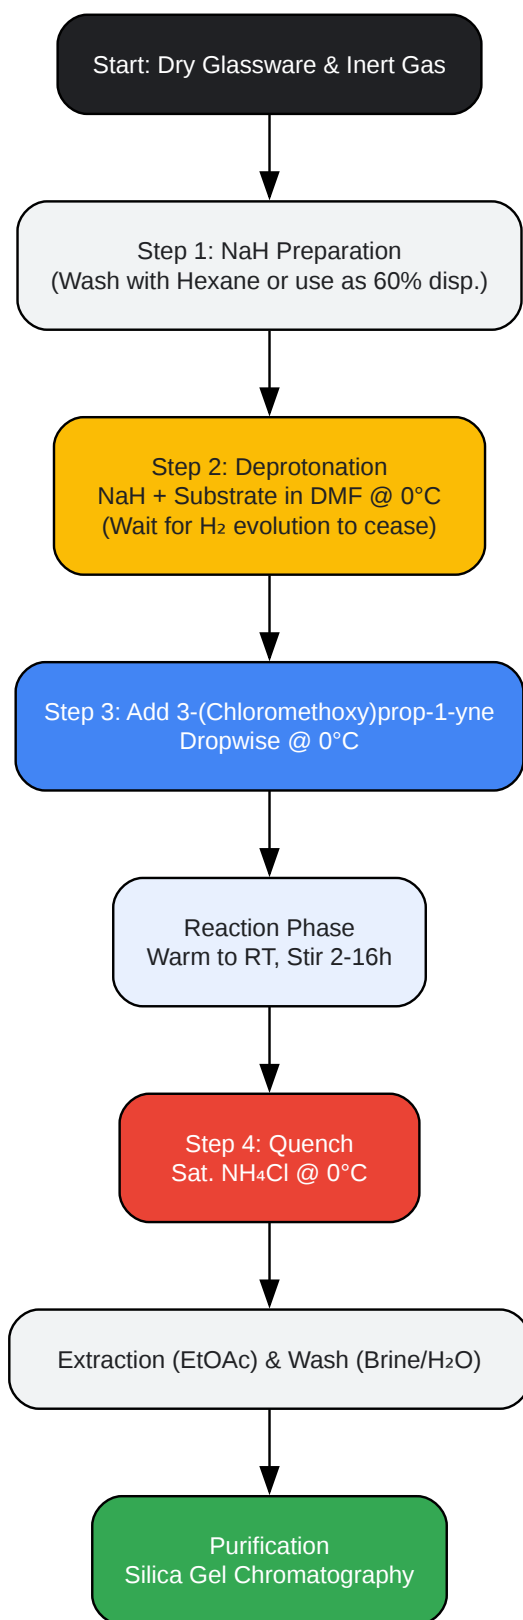 Start: Dry Glassware & Inert Gas
Step 1: NaH Preparation
(Wash with Hexane or use as 60% disp.)
Step 2: Deprotonation
NaH + Substrate in DMF @ 0°C
(Wait for H₂ evolution to cease)
Step 3: Add 3-(Chloromethoxy)prop-1-yne
Dropwise @ 0°C
Reaction Phase
Warm to RT, Stir 2-16h
Step 4: Quench
Sat. NH₄Cl @ 0°C
Extraction (EtOAc) & Wash (Brine/H₂O)
Purification
Silica Gel Chromatography